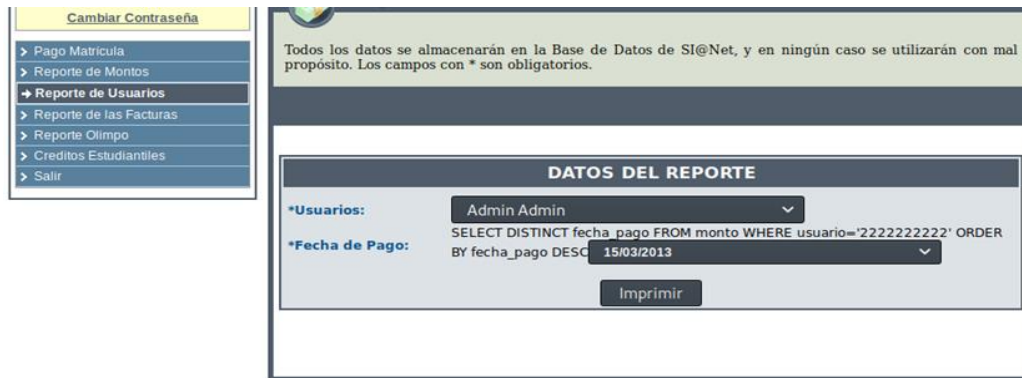 Cambiar Contraseña
Pago Matricula
Reporte de Montos
Reporte de Usuarios
Reporte de las Facturas
Reporte Olimpo
Creditos Estudiantiles
Salir
Todos los datos se almacenarán en la Base de Datos de SI@Net, y en ningún caso se utilizarán con mal
propósito. Los campos con * son obligatorios.
DATOS DEL REPORTE
*Usuarios: Admin Admin
SELECT DISTINCT fecha_pago FROM monto WHERE usuario='2222222222' ORDER
*Fecha de Pago: BY fecha_pago DESC 15/03/2013
Imprimir